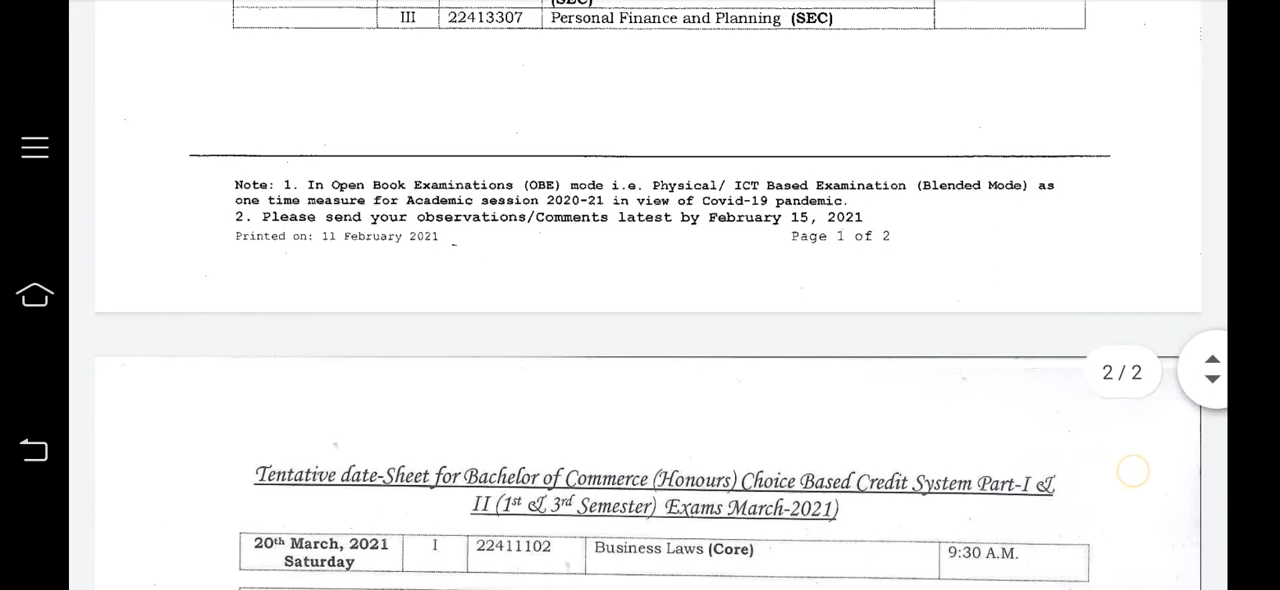 (SEC)
III 22413307 Personal Finance and Planning (SEC)
Note: 1. In Open Book Examinations (OBE) mode i.e. Physical/ ICT Based Examination (Blended Mode) as
one time measure for Academic session 2020-21 in view of Covid-19 pandemic.
2. Please send your observations/Comments latest by February 15, 2021
Printed on: 11 February 2021 Page 1 of 2
2 / 2
Tentative date-Sheet for Bachelor of Commerce (Honours) Choice Based Credit System Part-I &
II (1st & 3rd Semester) Exams March-2021)
20th March, 2021 I 22411102 Business Laws (Core) 9:30 A.M.
Saturday